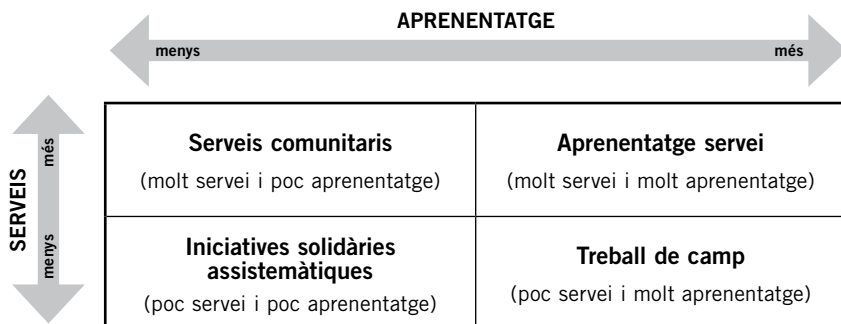 APRENENTATGE
menys
més
SERVEIS
més
menys
Serveis comunitaris
(molt servei i poc aprenentatge)
Aprenentatge servei
(molt servei i molt aprenentatge)
Iniciatives solidàries
assistemàtiques
(poc servei i poc aprenentatge)
Treball de camp
(poc servei i molt aprenentatge)